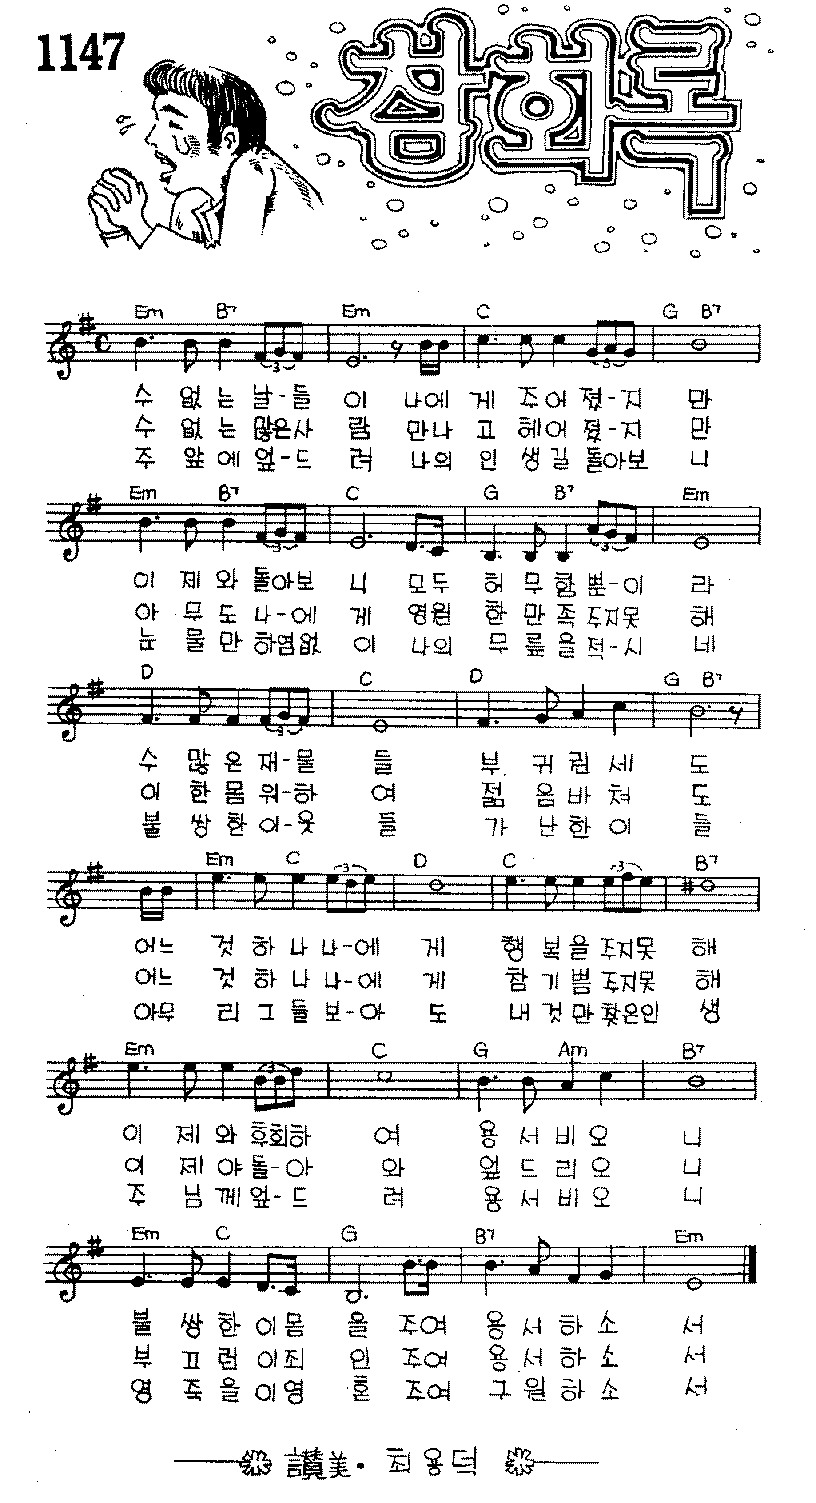 1147
참회록
Em B7 Em C G B7
수 없 는 날-들 이 나에 게 주어 졌-지 만
수 없 는 많은사 람 만나 고 헤어 졌-지 만
주 앞 에 엎-드 려 나의 인 생 길 돌아보 니
Em B7 C G B7 Em
이 제 와 돌아보 니 모두 허 무 함 뿐-이 라
아 무 도 나-에 게 영원 한 만 족 주지못 해
눈 물 만 하염없 이 나의 무 릎 을 적-시 네
D C D G B7
수 많 은 재-물 들 부 귀 권 세 도
이 한 몸 위-하 여 젊 음 바 쳐 도
불 쌍 한 이-웃 들 가 난 한 이 들
Em C D C B7
어느 것 하 나 나-에 게 행 복 을 주지못 해
어느 것 하 나 나-에 게 참 기 쁨 주지못 해
아무 리 그 들 보-아 도 내 것 만 찾은인 생
Em C G Am B7
이 제 와 후회하 여 용 서 비 오 니
이 제 야 돌-아 와 엎 드 리 오 니
주 님 께 엎-드 려 용 서 비 오 니
Em C G B7 Em
불 쌍 한 이 몸 을 주여 용 서 하 소 서
부 끄 런 이 죄 인 주여 용 서 하 소 서
영 죽 을 이 영 혼 주여 구 원 하 소 서
讃美· 최용덕